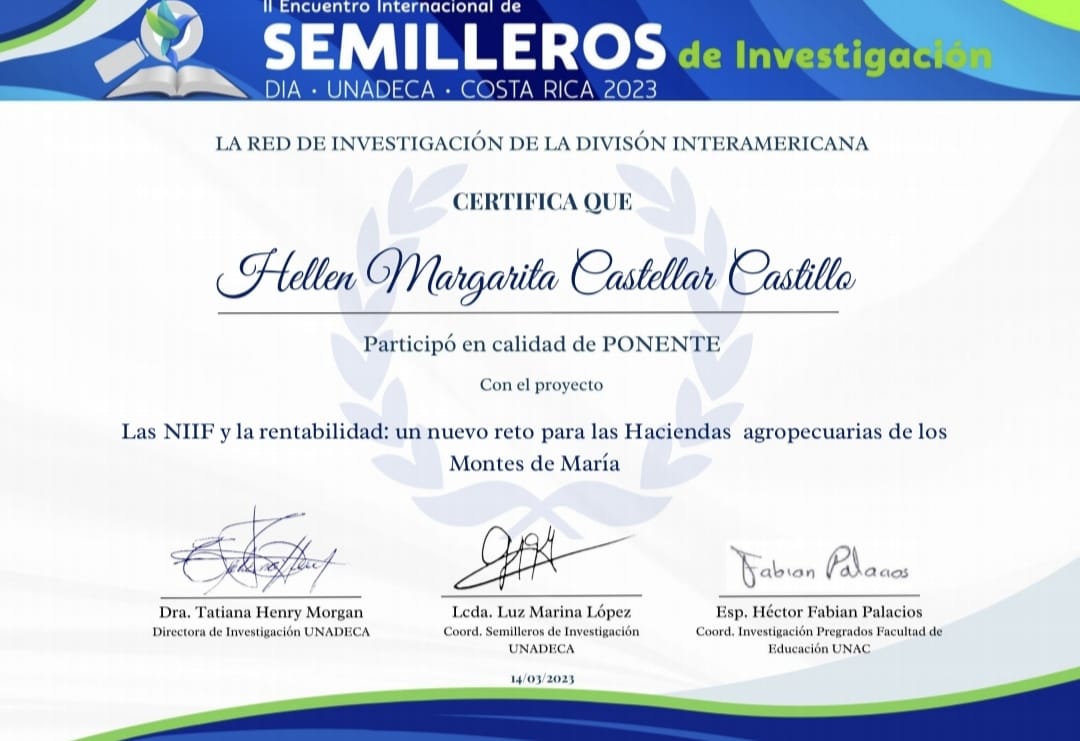 II Encuentro Internacional de
SEMILLEROS de Investigación
DIA • UNADECA • COSTA RICA 2023
LA RED DE INVESTIGACIÓN DE LA DIVISÓN INTERAMERICANA
CERTIFICA QUE
Hellen Margarita Castellar Castillo
Participó en calidad de PONENTE
Con el proyecto
Las NIIF y la rentabilidad: un nuevo reto para las Haciendas agropecuarias de los
Montes de María
Fabian Palacios
Dra. Tatiana Henry Morgan
Directora de Investigación UNADECA
Lcda. Luz Marina López
Coord. Semilleros de Investigación
UNADECA
Esp. Héctor Fabian Palacios
Coord. Investigación Pregrados Facultad de
Educación UNAC
14/03/2023